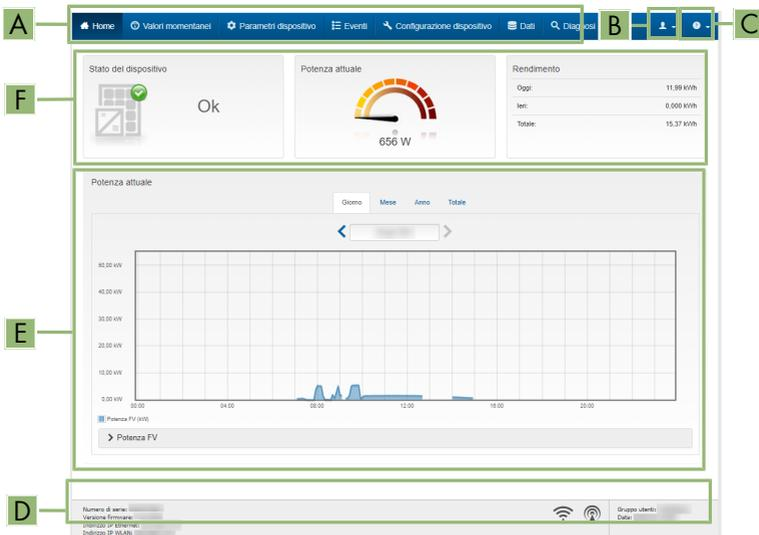 A
Home
Valori momentanei
Parametri dispositivo
Eventi
Configurazione dispositivo
Dati
Diagnosi
B
C
F
Stato del dispositivo
Ok
Potenza attuale
656 W
Rendimento
Oggi: 11,99 kWh
Ieri: 0,000 kWh
Totale: 15,37 kWh
E
Potenza attuale
Giorno Mese Anno Totale
40,00 kW
30,00 kW
20,00 kW
10,00 kW
0,00 kW
00:00 04:00 08:00 12:00 16:00 20:00
Potenza FV (kW)
Potenza FV
D
Numero di serie:
Versione firmware:
Indirizzo IP Ethernet:
Indirizzo IP WLAN:
Gruppo utenti:
Data: